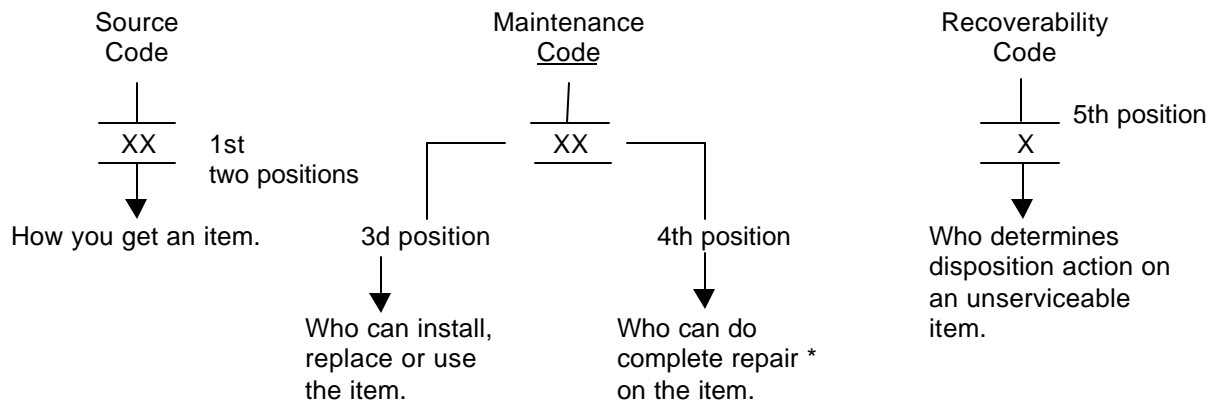 Source
Code
XX
1st
two positions
How you get an item.
Maintenance
Code
XX
3d position
Who can install,
replace or use
the item.
4th position
Who can do
complete repair *
on the item.
Recoverability
Code
5th position
X
Who determines
disposition action on
an unserviceable
item.